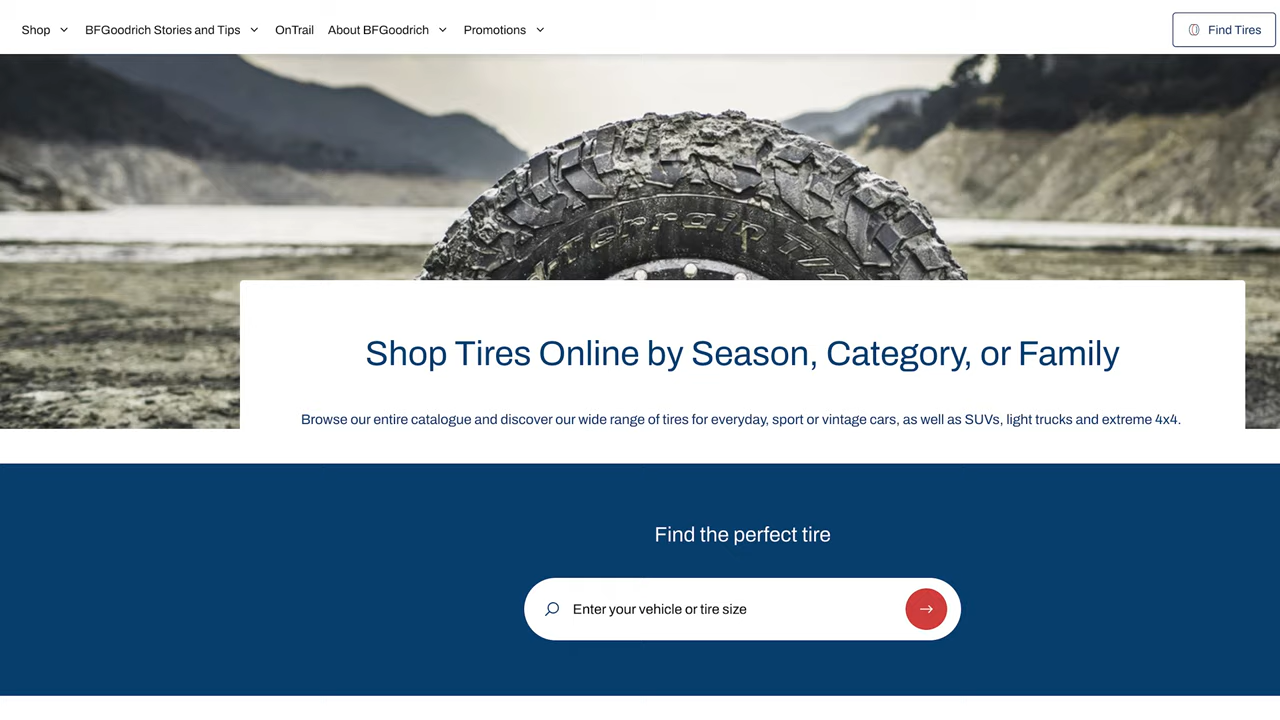 Shop
BFGoodrich Stories and Tips
OnTrail
About BFGoodrich
Promotions
Find Tires
Terrain T/A
Shop Tires Online by Season, Category, or Family
Browse our entire catalogue and discover our wide range of tires for everyday, sport or vintage cars, as well as SUVs, light trucks and extreme 4x4.
Find the perfect tire
Enter your vehicle or tire size